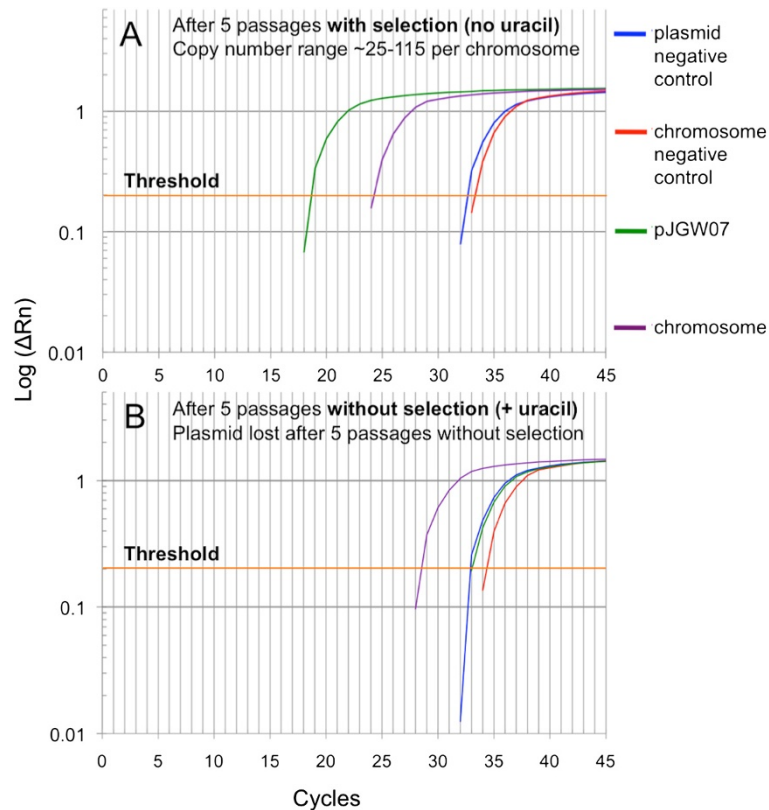 A
After 5 passages with selection (no uracil)
Copy number range ~25-115 per chromosome
1
Threshold
0.1
0.01
0 5 10 15 20 25 30 35 40 45
plasmid
negative
control
chromosome
negative
control
pJGW07
chromosome
Log (ΔRn)
B
After 5 passages without selection (+ uracil)
Plasmid lost after 5 passages without selection
1
Threshold
0.1
0.01
0 5 10 15 20 25 30 35 40 45
Cycles